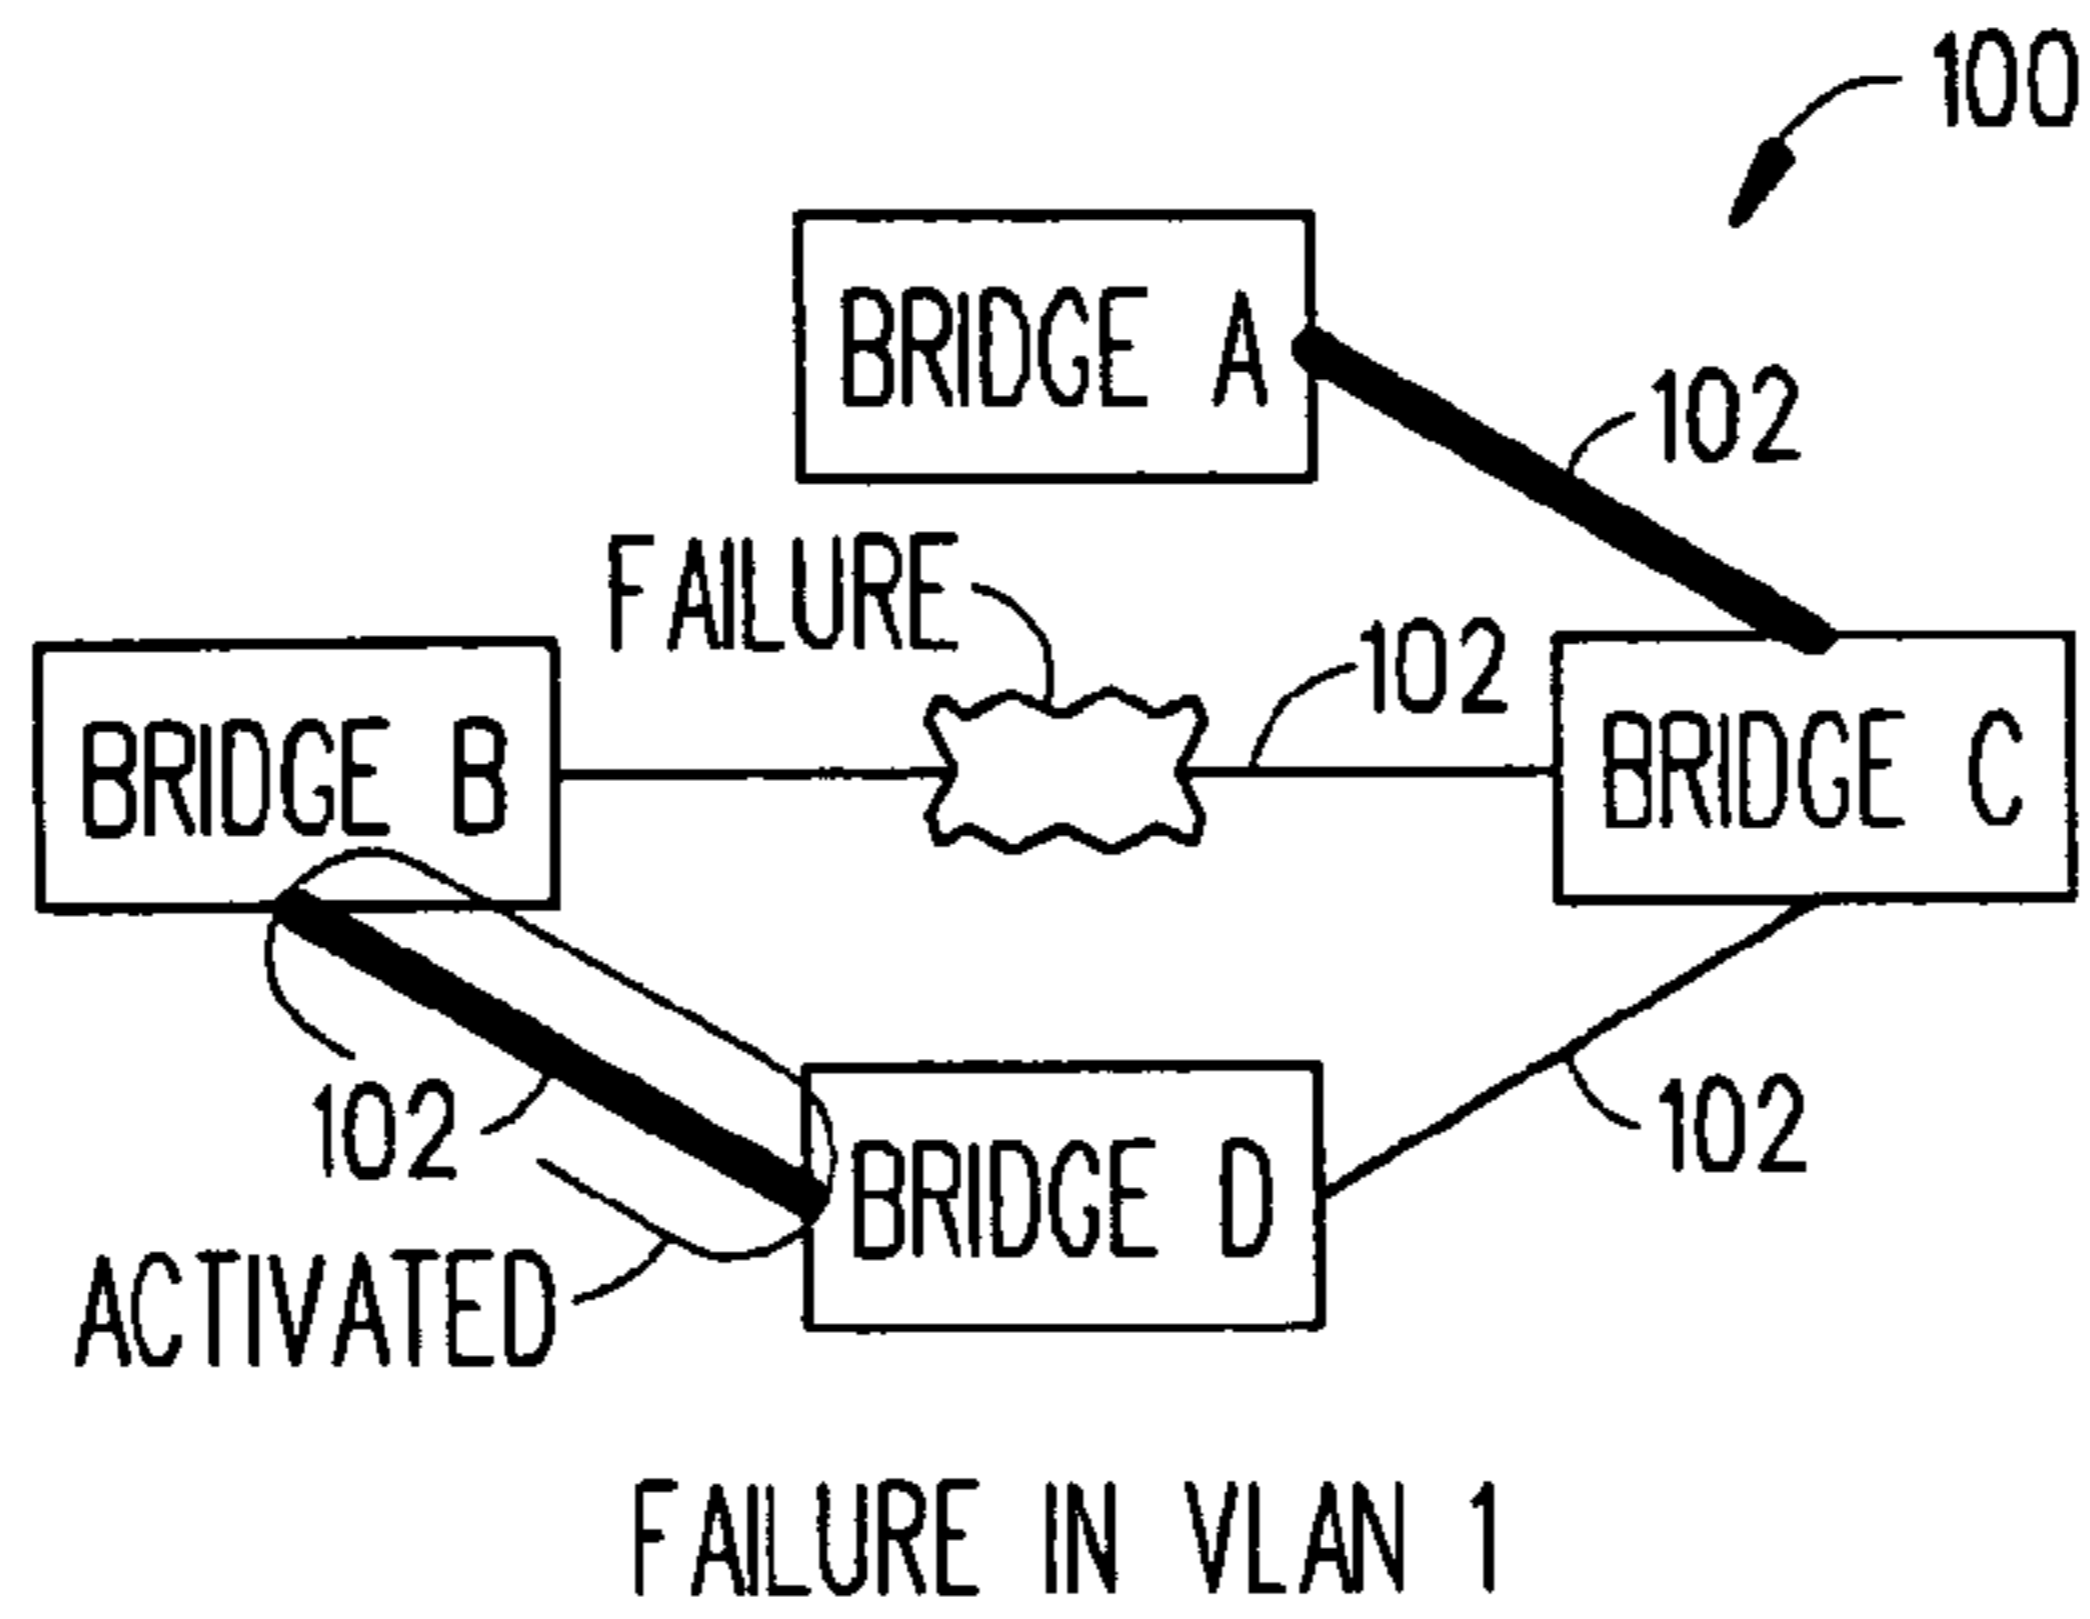 100
BRIDGE A
102
FAILURE
102
BRIDGE B
BRIDGE C
102
102
BRIDGE D
ACTIVATED
FAILURE IN VLAN 1